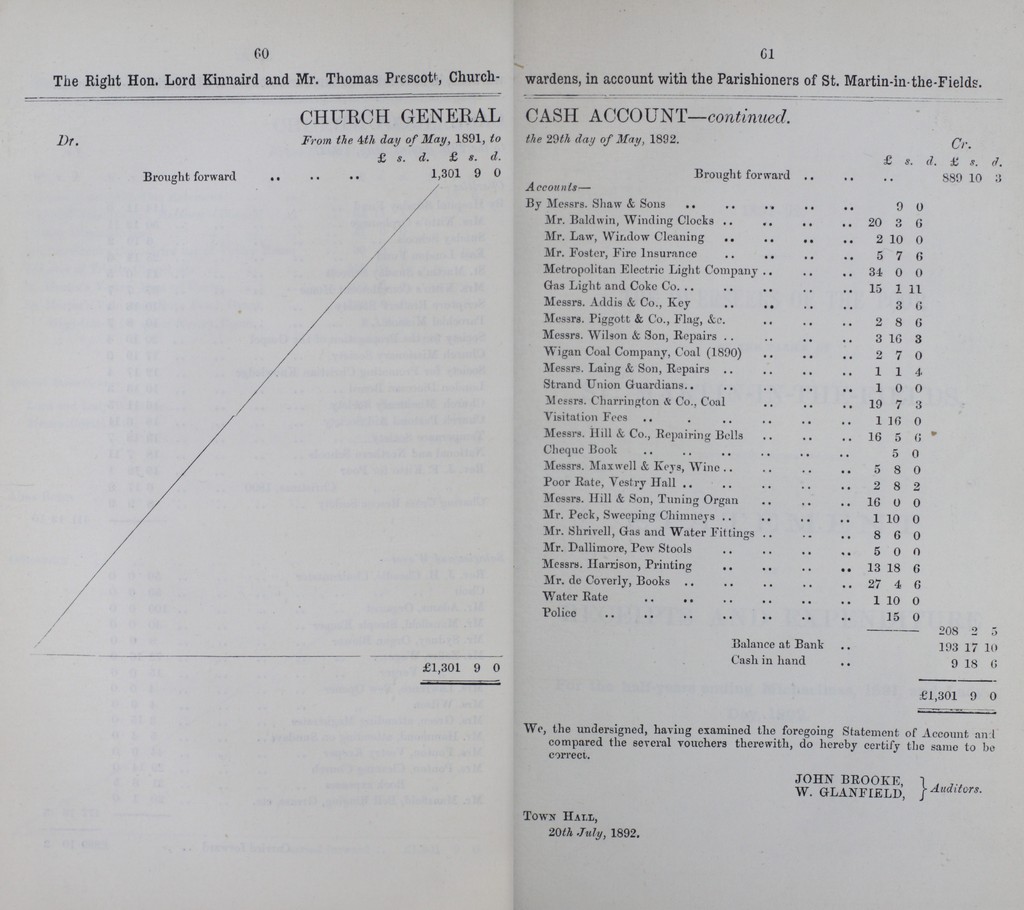 60
The Right Hon. Lord Kinnaird and Mr. Thomas Prescott, Church-
CHURCH GENERAL
Dr. From the 4th day of May, 1891, to
£ s. d. £ s. d.
Brought forward .. .. .. 1,301 9 0
£1,301 9 0
61
wardens, in account with the Parishioners of St. Martin-in-the-Fields.
CASH ACCOUNT—continued.
the 29th day of May, 1892. Cr.
£ s. d. £ s. d.
Brought forward .. .. .. 889 10 3
Accounts—
By Messrs. Shaw & Sons .. .. .. .. .. 9 0
Mr. Baldwin, Winding Clocks .. .. .. .. 20 3 6
Mr. Law, Window Cleaning .. .. .. .. 2 10 0
Mr. Foster, Fire Insurance .. .. .. .. 5 7 6
Metropolitan Electric Light Company .. .. .. 34 0 0
Gas Light and Coke Co. .. .. .. .. .. 15 1 11
Messrs. Addis & Co., Key .. .. .. .. 3 6
Messrs. Piggott & Co., Flag, &c. .. .. .. 2 8 6
Messrs. Wilson & Son, Repairs .. .. .. .. 3 16 3
Wigan Coal Company, Coal (1890) .. .. .. 2 7 0
Messrs. Laing & Son, Repairs .. .. .. .. 1 1 4
Strand Union Guardians.. .. .. .. .. 1 0 0
Messrs. Charrington & Co., Coal .. .. .. 19 7 3
Visitation Fees .. . .. .. .. .. 1 16 0
Messrs. Hill & Co., Repairing Bells .. .. .. 16 5 6
Cheque Book .. .. .. .. .. .. 5 0
Messrs. Maxwell & Keys, Wine .. .. .. .. 5 8 0
Poor Rate, Vestry Hall .. .. .. .. .. 2 8 2
Messrs. Hill & Son, Tuning Organ .. .. .. 16 0 0
Mr. Peck, Sweeping Chimneys .. .. .. .. 1 10 0
Mr. Shrivell, Gas and Water Fittings .. .. .. 8 6 0
Mr. Dallimore, Pew Stools .. .. .. .. 5 0 0
Messrs. Harrison, Printing .. .. .. .. 13 18 6
Mr. de Coverly, Books .. .. .. .. .. 27 4 6
Water Rate .. .. .. .. .. .. 1 10 0
Police .. .. .. .. .. .. .. 15 0
208 2 5
Balance at Bank .. 193 17 10
Cash in hand .. 9 18 6
£1,301 9 0
We, the undersigned, having examined the foregoing Statement of Account and
compared the several vouchers therewith, do hereby certify the same to be
correct.
JOHN BROOKE,
W. GLANFIELD, } Auditors.
Town Hall,
20th July, 1892.